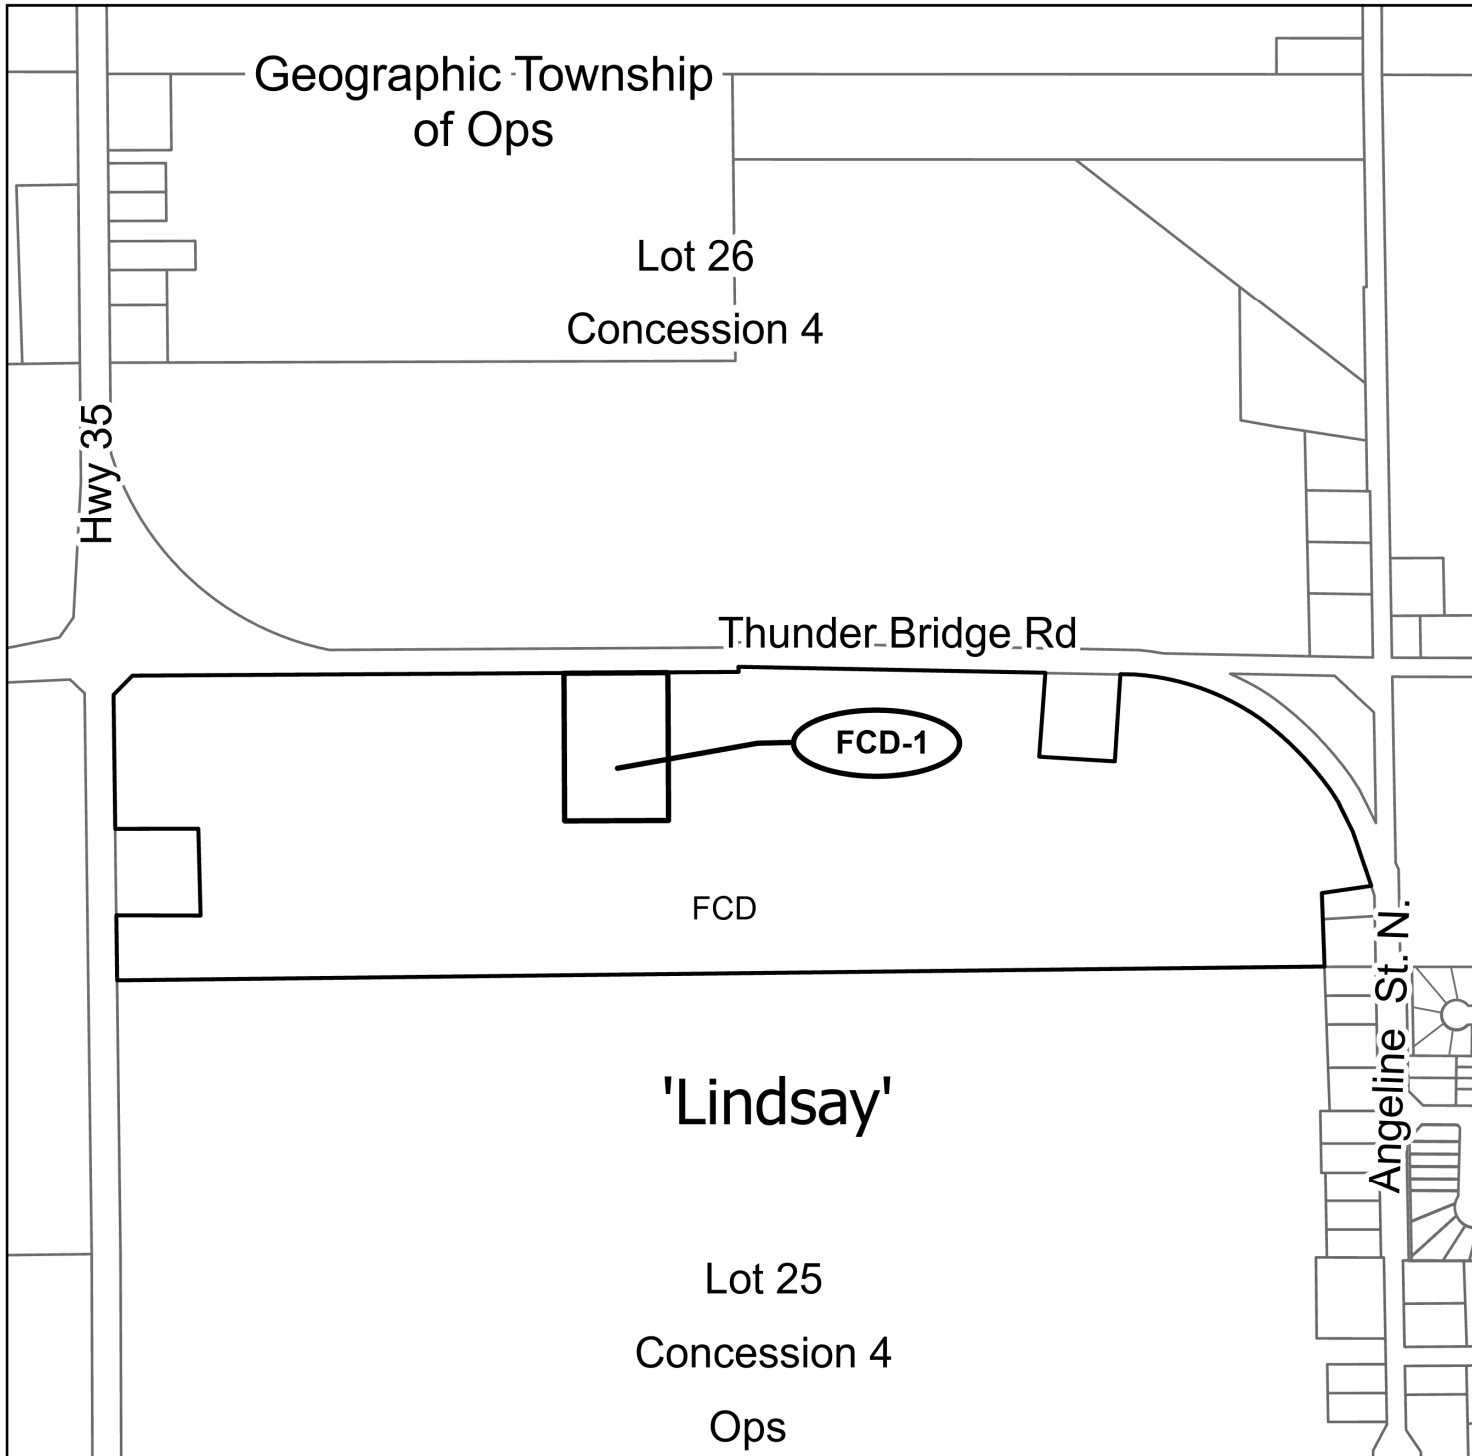 Geographic Township
of Ops
Lot 26
Concession 4
Hwy 35
Thunder Bridge Rd
FCD-1
FCD
Angeline St. N.
'Lindsay'
Lot 25
Concession 4
Ops